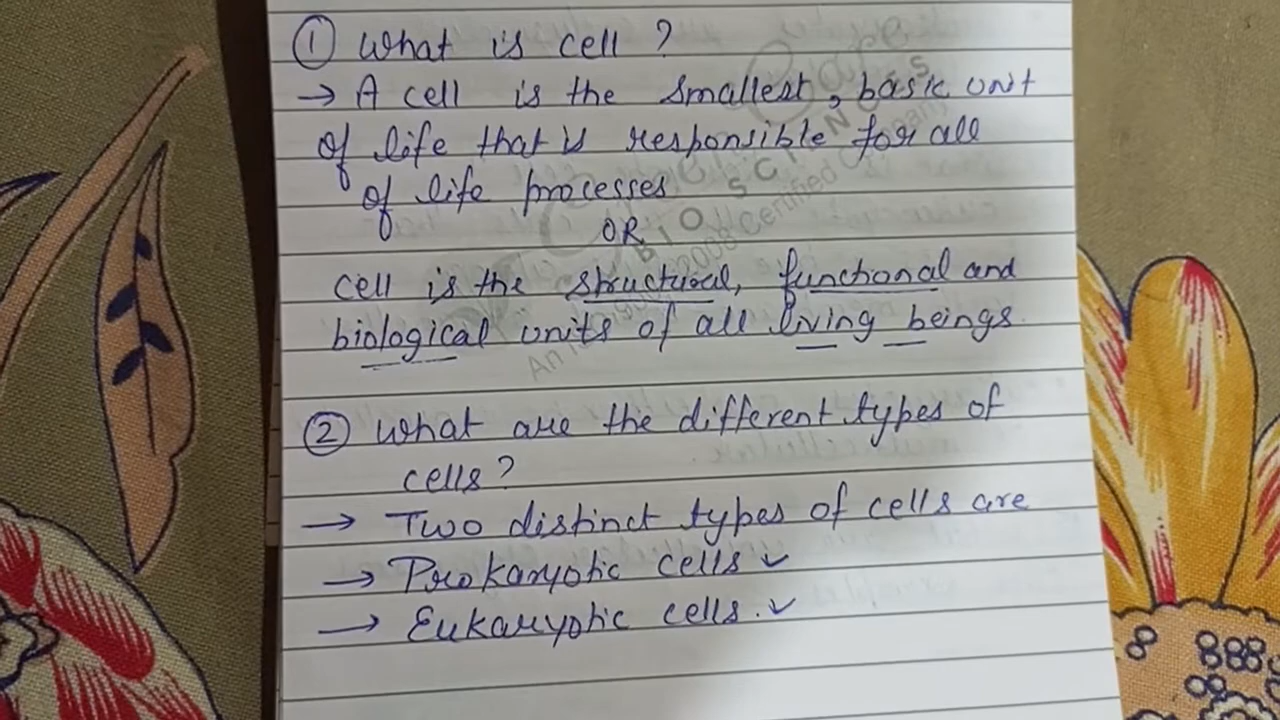 ① What is cell ?
→ A cell is the smallest, basic unit
of life that is responsible for all
of life processes
OR
cell is the structural, functional and
biological units of all living beings.
② What are the different types of
cells?
→ Two distinct types of cells are
→ Prokaryotic cells ✓
→ Eukaryotic cells. ✓